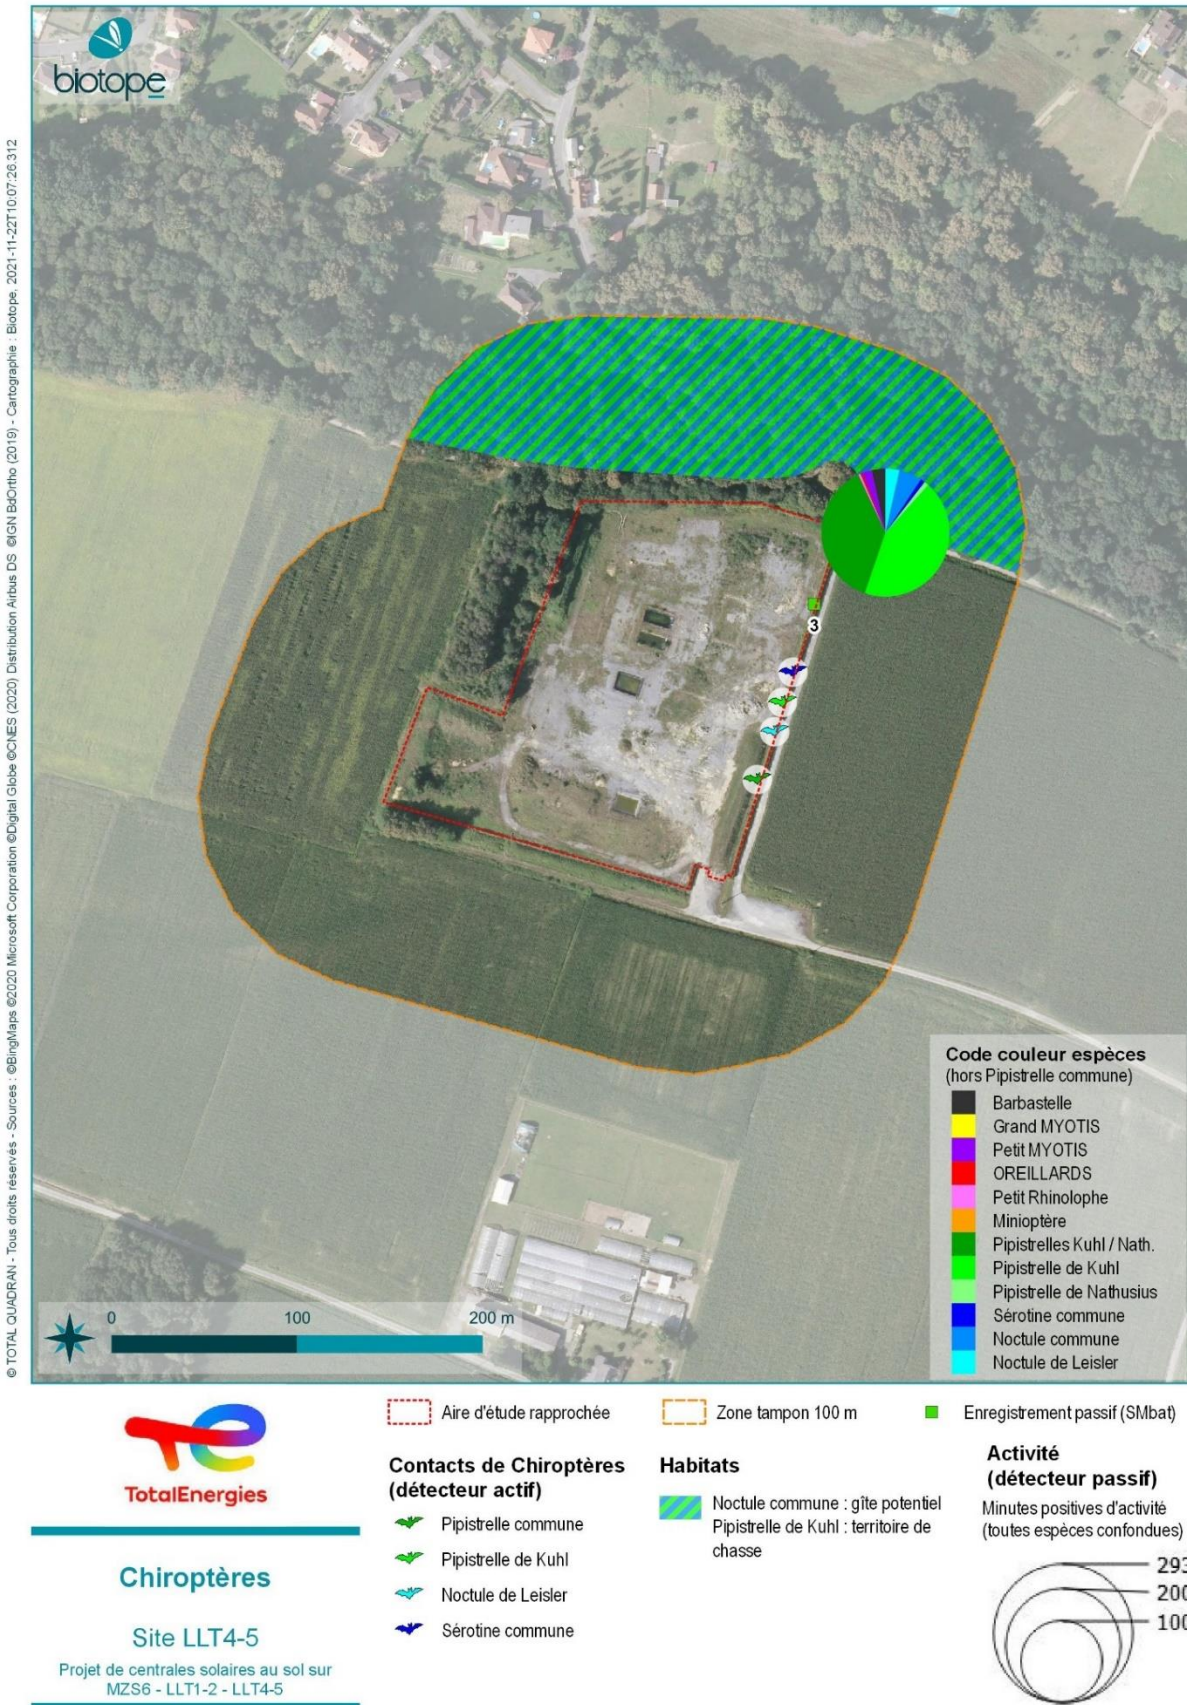 biotope
© TOTAL QUADRAN - Tous droits réservés - Sources : ©BingMaps ©2020 Microsoft Corporation ©Digital Globe ©CNES (2020) Distribution Airbus DS ©IGN BdOrtho (2019) - Cartographie : Biotope, 2021-11-22T10:07:26.312
3
Code couleur espèces
(hors Pipistrelle commune)
Barbastelle
Grand MYOTIS
Petit MYOTIS
OREILLARDS
Petit Rhinolophe
Minioptère
Pipistrelles Kuhl / Nath.
Pipistrelle de Kuhl
Pipistrelle de Nathusius
Sérotine commune
Noctule commune
Noctule de Leisler
0 100 200 m
TotalEnergies
Chiroptères
Site LLT4-5
Projet de centrales solaires au sol sur
MZS6 - LLT1-2 - LLT4-5
Aire d'étude rapprochée
Zone tampon 100 m
Enregistrement passif (SMbat)
Contacts de Chiroptères
(détecteur actif)
Pipistrelle commune
Pipistrelle de Kuhl
Noctule de Leisler
Sérotine commune
Habitats
Noctule commune : gîte potentiel
Pipistrelle de Kuhl : territoire de
chasse
Activité
(détecteur passif)
Minutes positives d'activité
(toutes espèces confondues)
293
200
100